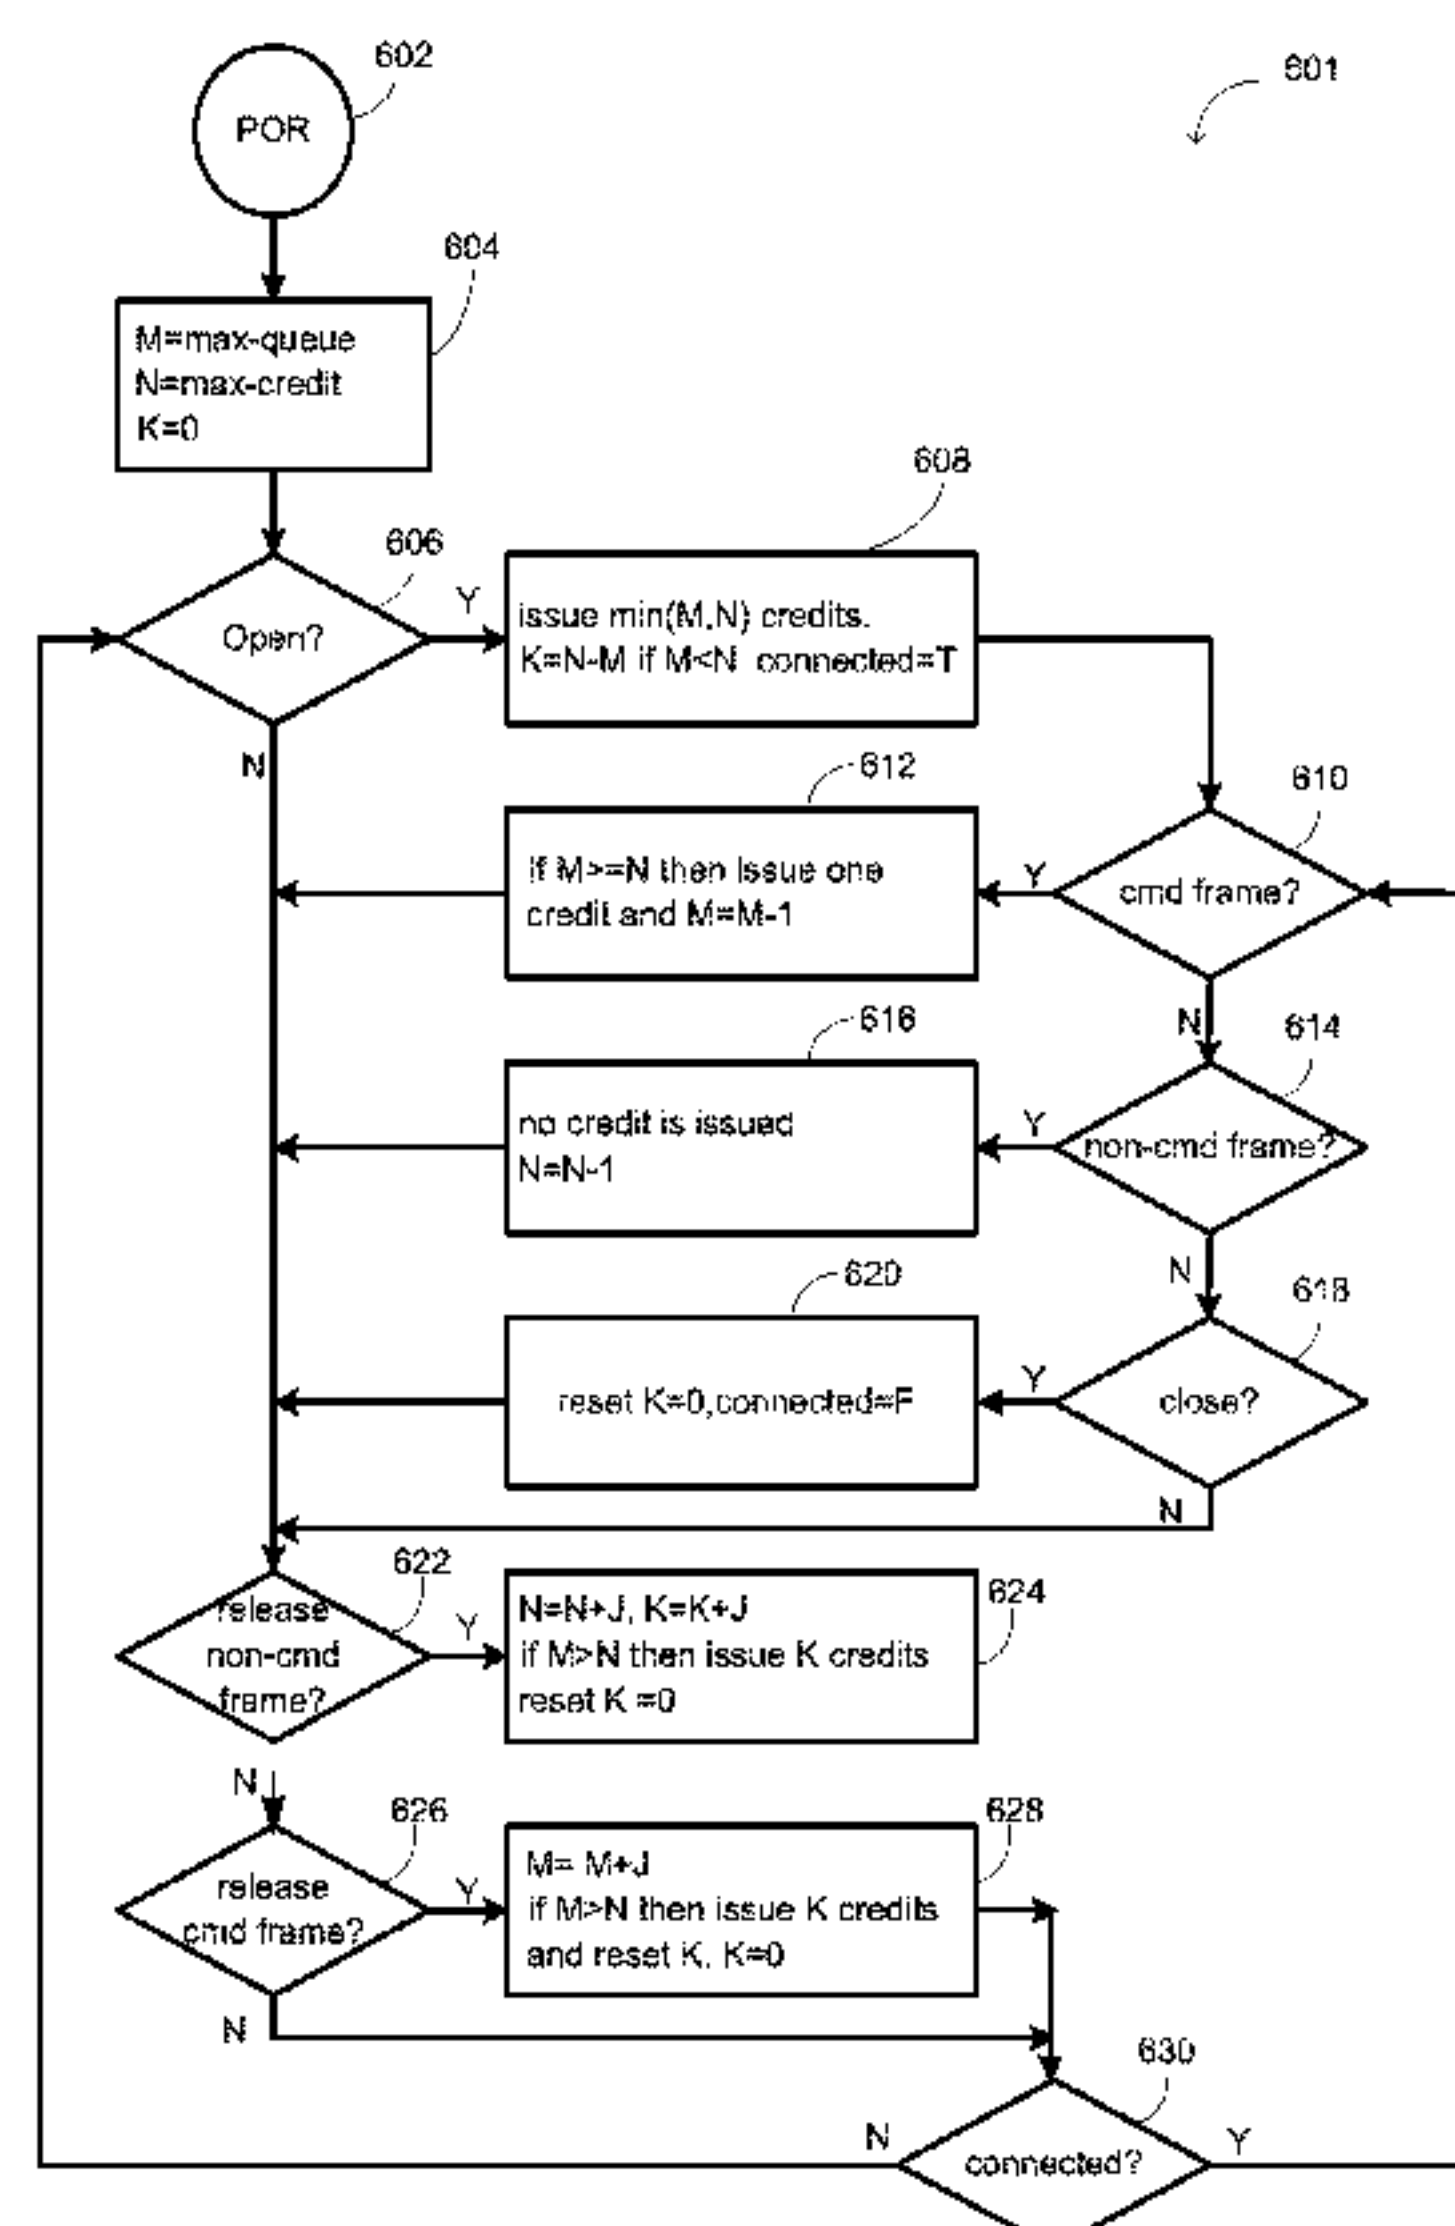 602
601
POR
604
M=max-queue
N=max-credit
K=0
608
606
Y
Open?
issue min(M,N) credits.
K=N-M if M<N connected=T
N
612
610
if M>=N then issue one
credit and M=M-1
Y
cmd frame?
616
N
614
no credit is issued
N=N-1
Y
non-cmd frame?
620
N
618
reset K=0,connected=F
Y
close?
N
622
624
release
non-cmd
frame?
Y
N=N+J, K=K+J
if M>N then issue K credits
reset K =0
N
626
628
release
cmd frame?
Y
M= M+J
if M>N then issue K credits
and reset K, K=0
N
630
N
connected?
Y